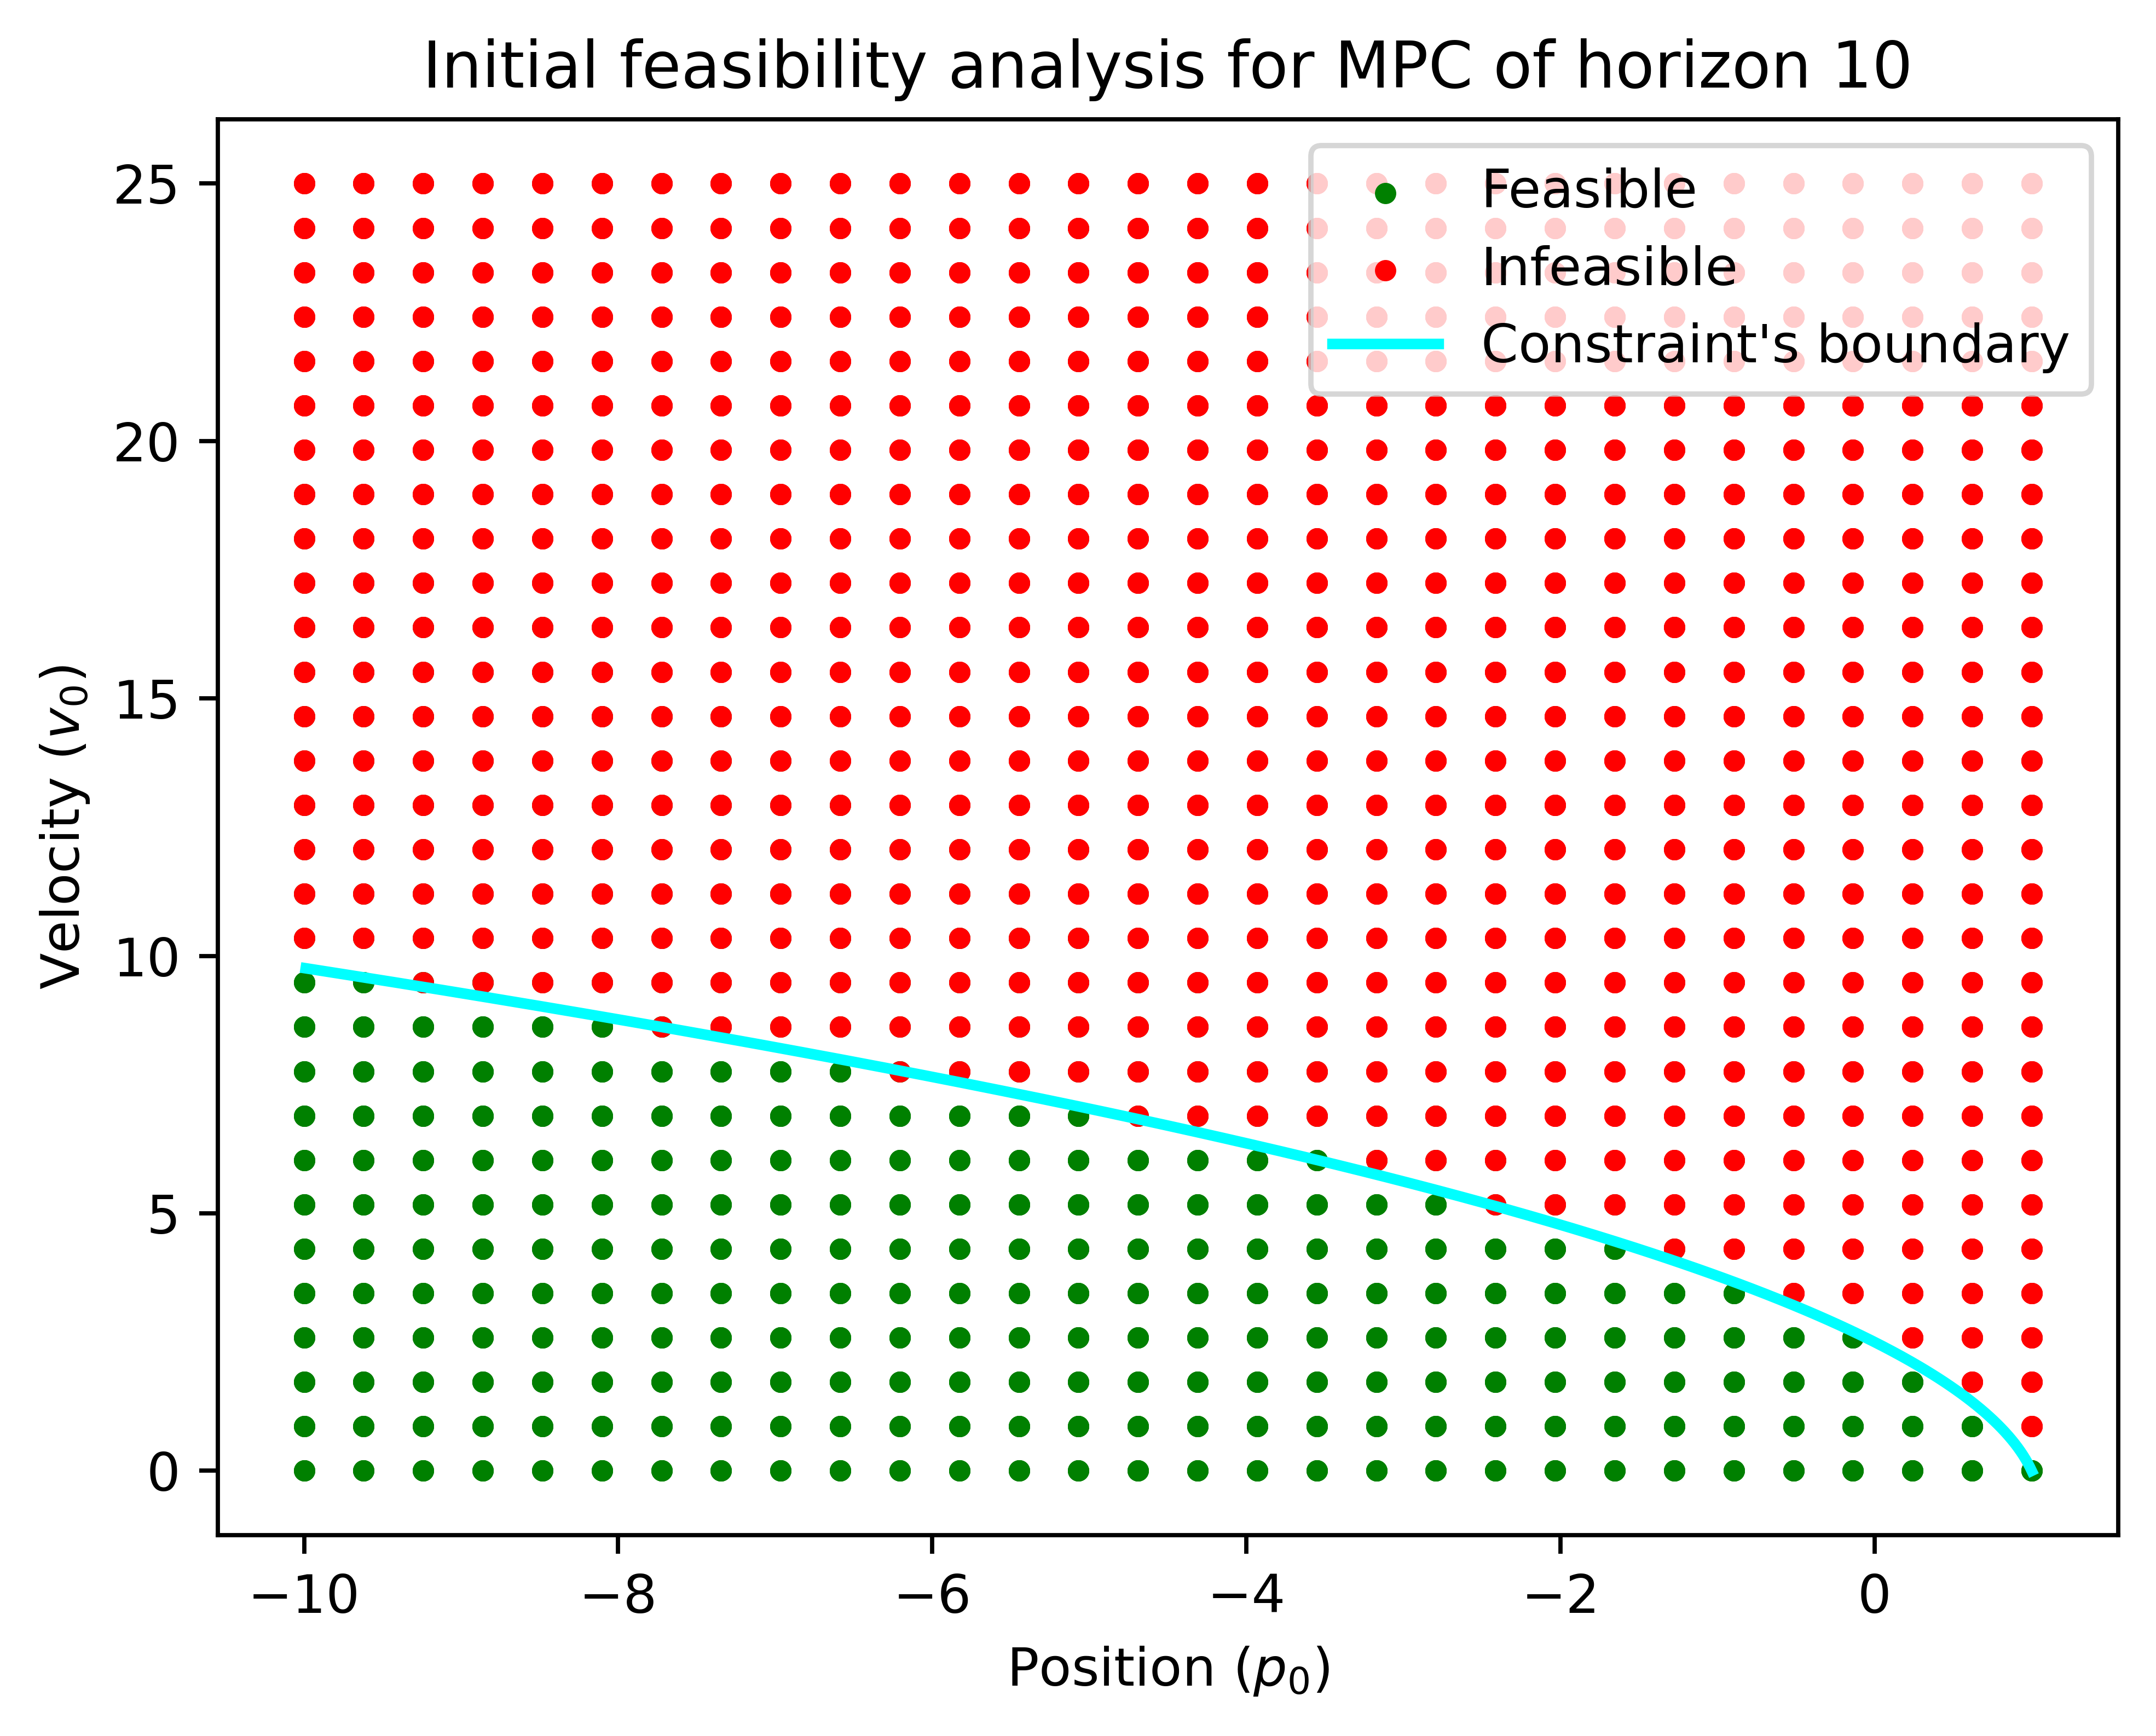 Initial feasibility analysis for MPC of horizon 10
Feasible
Infeasible
Constraint's boundary
25
20
15
10
5
0
Velocity (v₀)
−10 −8 −6 −4 −2 0
Position (p₀)